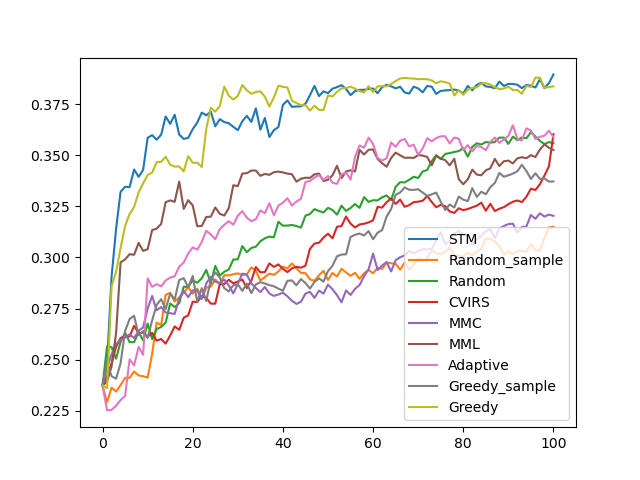 0.375
0.350
0.325
0.300
0.275
0.250
0.225
0
20
40
60
80
100
STM
Random_sample
Random
CVIRS
MMC
MML
Adaptive
Greedy_sample
Greedy